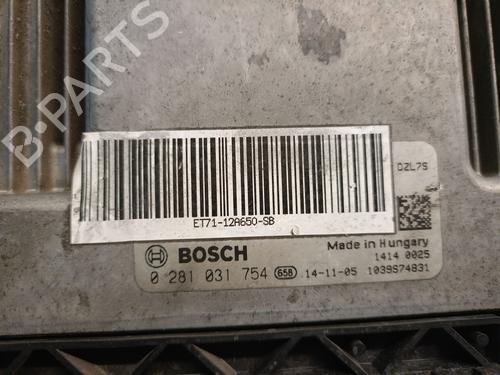 B-PARTS
DZL7S
ET71-12A650-SB
BOSCH
Made in Hungary
1414 0025
0 281 031 754 658 14-11-05 1039S74831